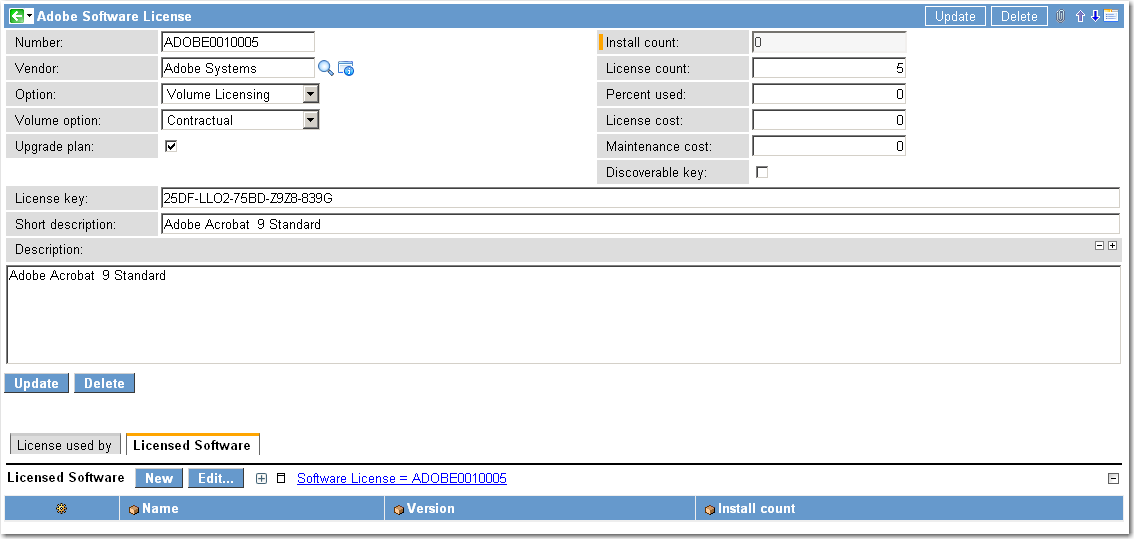 Adobe Software License Update Delete
Number: ADOBE0010005 Install count: 0
Vendor: Adobe Systems License count: 5
Option: Volume Licensing Percent used: 0
Volume option: Contractual License cost: 0
Upgrade plan: Maintenance cost: 0
Discoverable key:
License key: 25DF-LLO2-75BD-Z9Z8-839G
Short description: Adobe Acrobat  9 Standard
Description:
Adobe Acrobat  9 Standard
Update Delete
License used by Licensed Software
Licensed Software New Edit... Software License = ADOBE0010005
Name Version Install count